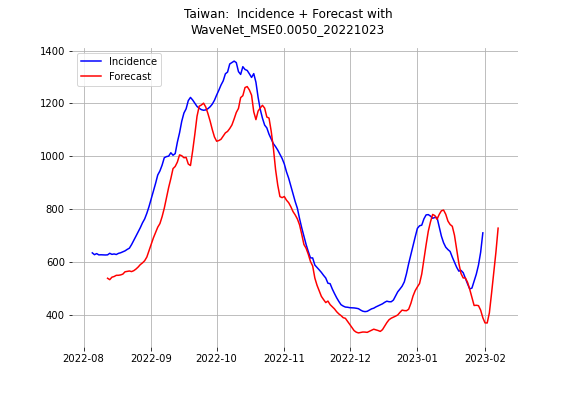 Taiwan:  Incidence + Forecast with
WaveNet_MSE0.0050_20221023
Incidence
Forecast
1400
1200
1000
800
600
400
2022-08 2022-09 2022-10 2022-11 2022-12 2023-01 2023-02